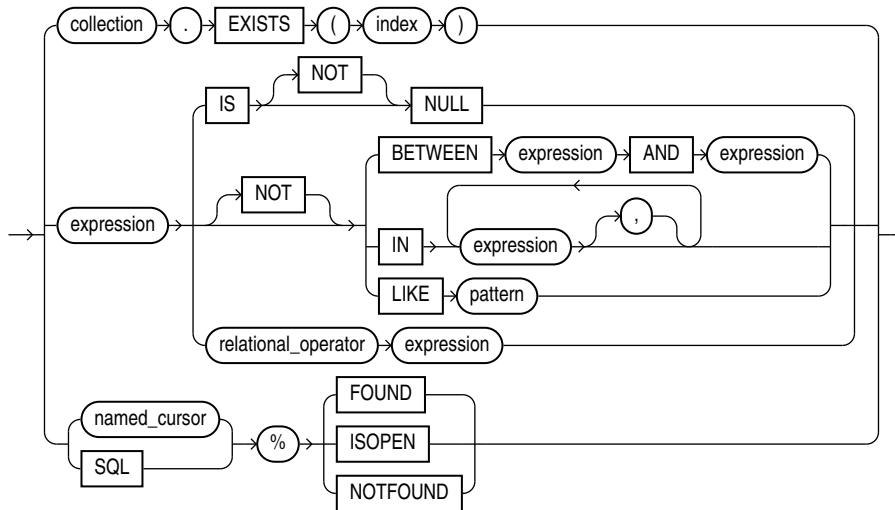 collection . EXISTS ( index )
NOT
IS NULL
BETWEEN expression AND expression
NOT
expression
IN expression ,
LIKE pattern
relational_operator expression
named_cursor
SQL
%
FOUND
ISOPEN
NOTFOUND